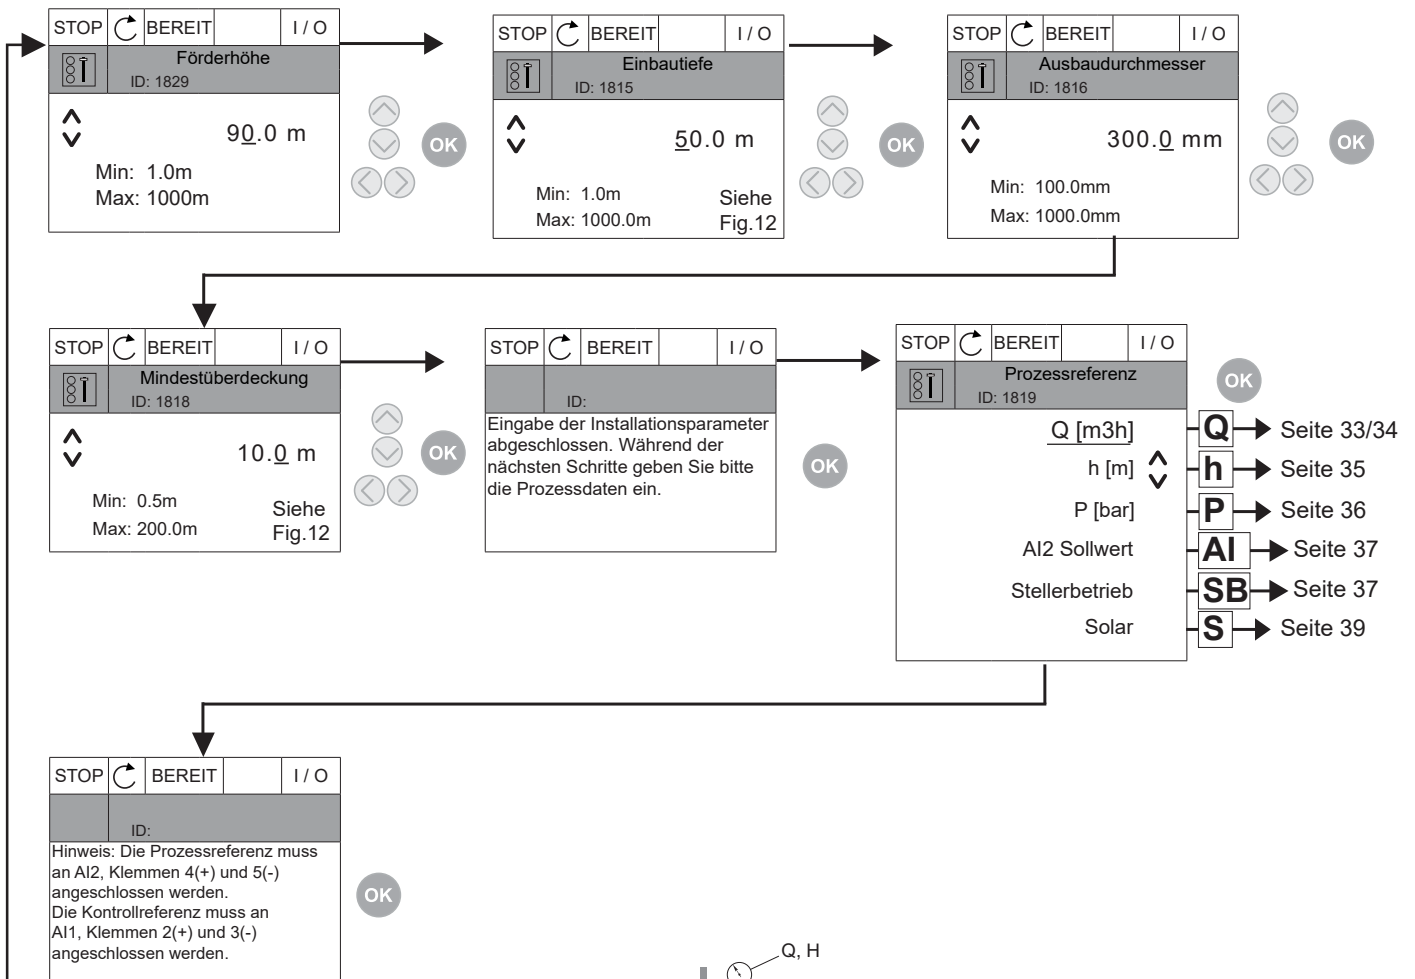 STOP BEREIT I / O
Förderhöhe
ID: 1829
90.0 m
Min: 1.0m
Max: 1000m
OK
STOP BEREIT I / O
Einbautiefe
ID: 1815
50.0 m
Min: 1.0m
Max: 1000.0m
Siehe
Fig.12
OK
STOP BEREIT I / O
Ausbaudurchmesser
ID: 1816
300.0 mm
Min: 100.0mm
Max: 1000.0mm
OK
STOP BEREIT I / O
Mindestüberdeckung
ID: 1818
10.0 m
Min: 0.5m
Max: 200.0m
Siehe
Fig.12
OK
STOP BEREIT I / O
ID:
Eingabe der Installationsparameter
abgeschlossen. Während der
nächsten Schritte geben Sie bitte
die Prozessdaten ein.
OK
STOP BEREIT I / O
Prozessreferenz
ID: 1819
OK
Q [m3h] Q Seite 33/34
h [m] h Seite 35
P [bar] P Seite 36
AI2 Sollwert AI Seite 37
Stellerbetrieb SB Seite 37
Solar S Seite 39
STOP BEREIT I / O
ID:
Hinweis: Die Prozessreferenz muss
an AI2, Klemmen 4(+) und 5(-)
angeschlossen werden.
Die Kontrollreferenz muss an
AI1, Klemmen 2(+) und 3(-)
angeschlossen werden.
OK
Q, H